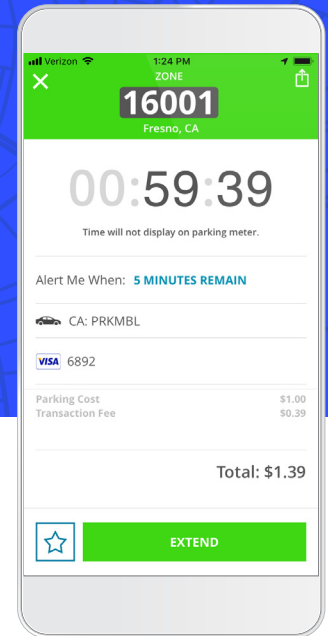 Verizon 1:24 PM
ZONE
16001
Fresno, CA
00:59:39
Time will not display on parking meter.
Alert Me When: 5 MINUTES REMAIN
CA: PRKMBL
VISA 6892
Parking Cost $1.00
Transaction Fee $0.39
Total: $1.39
EXTEND